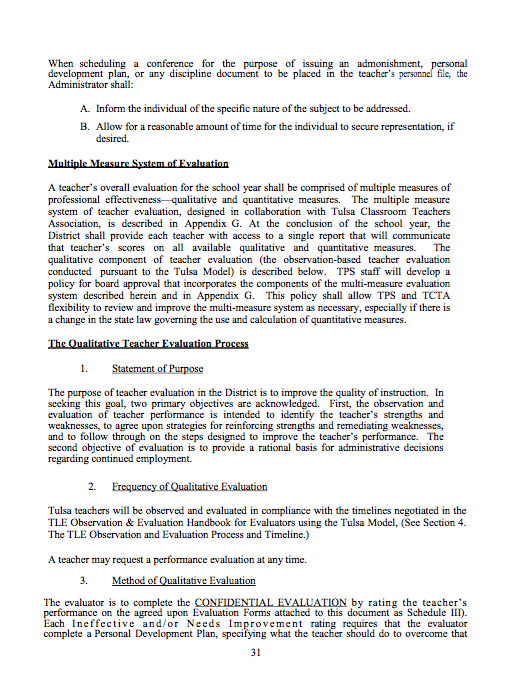 When scheduling a conference for the purpose of issuing an admonishment, personal
development plan, or any discipline document to be placed in the teacher's personnel file, the
Administrator shall:
A. Inform the individual of the specific nature of the subject to be addressed.
B. Allow for a reasonable amount of time for the individual to secure representation, if
desired.
Multiple Measure System of Evaluation
A teacher's overall evaluation for the school year shall be comprised of multiple measures of
professional effectiveness—qualitative and quantitative measures. The multiple measure
system of teacher evaluation, designed in collaboration with Tulsa Classroom Teachers
Association, is described in Appendix G. At the conclusion of the school year, the
District shall provide each teacher with access to a single report that will communicate
that teacher's scores on all available qualitative and quantitative measures. The
qualitative component of teacher evaluation (the observation-based teacher evaluation
conducted pursuant to the Tulsa Model) is described below. TPS staff will develop a
policy for board approval that incorporates the components of the multi-measure evaluation
system described herein and in Appendix G. This policy shall allow TPS and TCTA
flexibility to review and improve the multi-measure system as necessary, especially if there is
a change in the state law governing the use and calculation of quantitative measures.
The Qualitative Teacher Evaluation Process
1. Statement of Purpose
The purpose of teacher evaluation in the District is to improve the quality of instruction. In
seeking this goal, two primary objectives are acknowledged. First, the observation and
evaluation of teacher performance is intended to identify the teacher's strengths and
weaknesses, to agree upon strategies for reinforcing strengths and remediating weaknesses,
and to follow through on the steps designed to improve the teacher's performance. The
second objective of evaluation is to provide a rational basis for administrative decisions
regarding continued employment.
2. Frequency of Qualitative Evaluation
Tulsa teachers will be observed and evaluated in compliance with the timelines negotiated in the
TLE Observation & Evaluation Handbook for Evaluators using the Tulsa Model, (See Section 4.
The TLE Observation and Evaluation Process and Timeline.)
A teacher may request a performance evaluation at any time.
3. Method of Qualitative Evaluation
The evaluator is to complete the CONFIDENTIAL EVALUATION by rating the teacher's
performance on the agreed upon Evaluation Forms attached to this document as Schedule III).
Each Ineffective and/or Needs Improvement rating requires that the evaluator
complete a Personal Development Plan, specifying what the teacher should do to overcome that
31